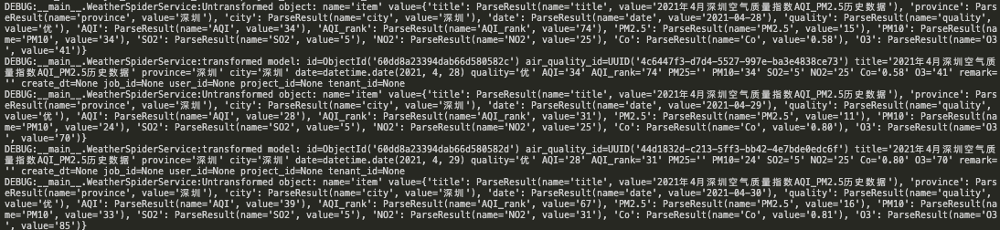 DEBUG:__main__.WeatherSpiderService:Untransformed object: name='item' value={'title': ParseResult(name='title', value='2021年4月深圳空气质量指数AQI_PM2.5历史数据'), 'province': Pars
eResult(name='province', value='深圳'), 'city': ParseResult(name='city', value='深圳'), 'date': ParseResult(name='date', value='2021-04-28'), 'quality': ParseResult(name='quality',
value='优'), 'AQI': ParseResult(name='AQI', value='34'), 'AQI_rank': ParseResult(name='AQI_rank', value='74'), 'PM2.5': ParseResult(name='PM2.5', value='15'), 'PM10': ParseResult(na
me='PM10', value='34'), 'SO2': ParseResult(name='SO2', value='5'), 'NO2': ParseResult(name='NO2', value='25'), 'Co': ParseResult(name='Co', value='0.58'), 'O3': ParseResult(name='O3
', value='41')}
DEBUG:__main__.WeatherSpiderService:transformed model: id=ObjectId('60dd8a23394dab66d580582c') air_quality_id=UUID('4c6447f3-d7d4-5527-997e-ba3e4838ce73') title='2021年4月深圳空气质
量指数AQI_PM2.5历史数据' province='深圳' city='深圳' date=datetime.date(2021, 4, 28) quality='优' AQI='34' AQI_rank='74' PM25='' PM10='34' SO2='5' NO2='25' Co='0.58' O3='41' remark=
'' create_dt=None job_id=None user_id=None project_id=None tenant_id=None
DEBUG:__main__.WeatherSpiderService:Untransformed object: name='item' value={'title': ParseResult(name='title', value='2021年4月深圳空气质量指数AQI_PM2.5历史数据'), 'province': Pars
eResult(name='province', value='深圳'), 'city': ParseResult(name='city', value='深圳'), 'date': ParseResult(name='date', value='2021-04-29'), 'quality': ParseResult(name='quality',
value='优'), 'AQI': ParseResult(name='AQI', value='28'), 'AQI_rank': ParseResult(name='AQI_rank', value='31'), 'PM2.5': ParseResult(name='PM2.5', value='11'), 'PM10': ParseResult(na
me='PM10', value='24'), 'SO2': ParseResult(name='SO2', value='5'), 'NO2': ParseResult(name='NO2', value='25'), 'Co': ParseResult(name='Co', value='0.80'), 'O3': ParseResult(name='O3
', value='70')}
DEBUG:__main__.WeatherSpiderService:transformed model: id=ObjectId('60dd8a23394dab66d580582d') air_quality_id=UUID('44d1832d-c213-5ff3-bb42-4e7bde0edc6f') title='2021年4月深圳空气质
量指数AQI_PM2.5历史数据' province='深圳' city='深圳' date=datetime.date(2021, 4, 29) quality='优' AQI='28' AQI_rank='31' PM25='' PM10='24' SO2='5' NO2='25' Co='0.80' O3='70' remark=
'' create_dt=None job_id=None user_id=None project_id=None tenant_id=None
DEBUG:__main__.WeatherSpiderService:Untransformed object: name='item' value={'title': ParseResult(name='title', value='2021年4月深圳空气质量指数AQI_PM2.5历史数据'), 'province': Pars
eResult(name='province', value='深圳'), 'city': ParseResult(name='city', value='深圳'), 'date': ParseResult(name='date', value='2021-04-30'), 'quality': ParseResult(name='quality',
value='优'), 'AQI': ParseResult(name='AQI', value='39'), 'AQI_rank': ParseResult(name='AQI_rank', value='67'), 'PM2.5': ParseResult(name='PM2.5', value='16'), 'PM10': ParseResult(na
me='PM10', value='33'), 'SO2': ParseResult(name='SO2', value='5'), 'NO2': ParseResult(name='NO2', value='31'), 'Co': ParseResult(name='Co', value='0.81'), 'O3': ParseResult(name='O3
', value='85')}